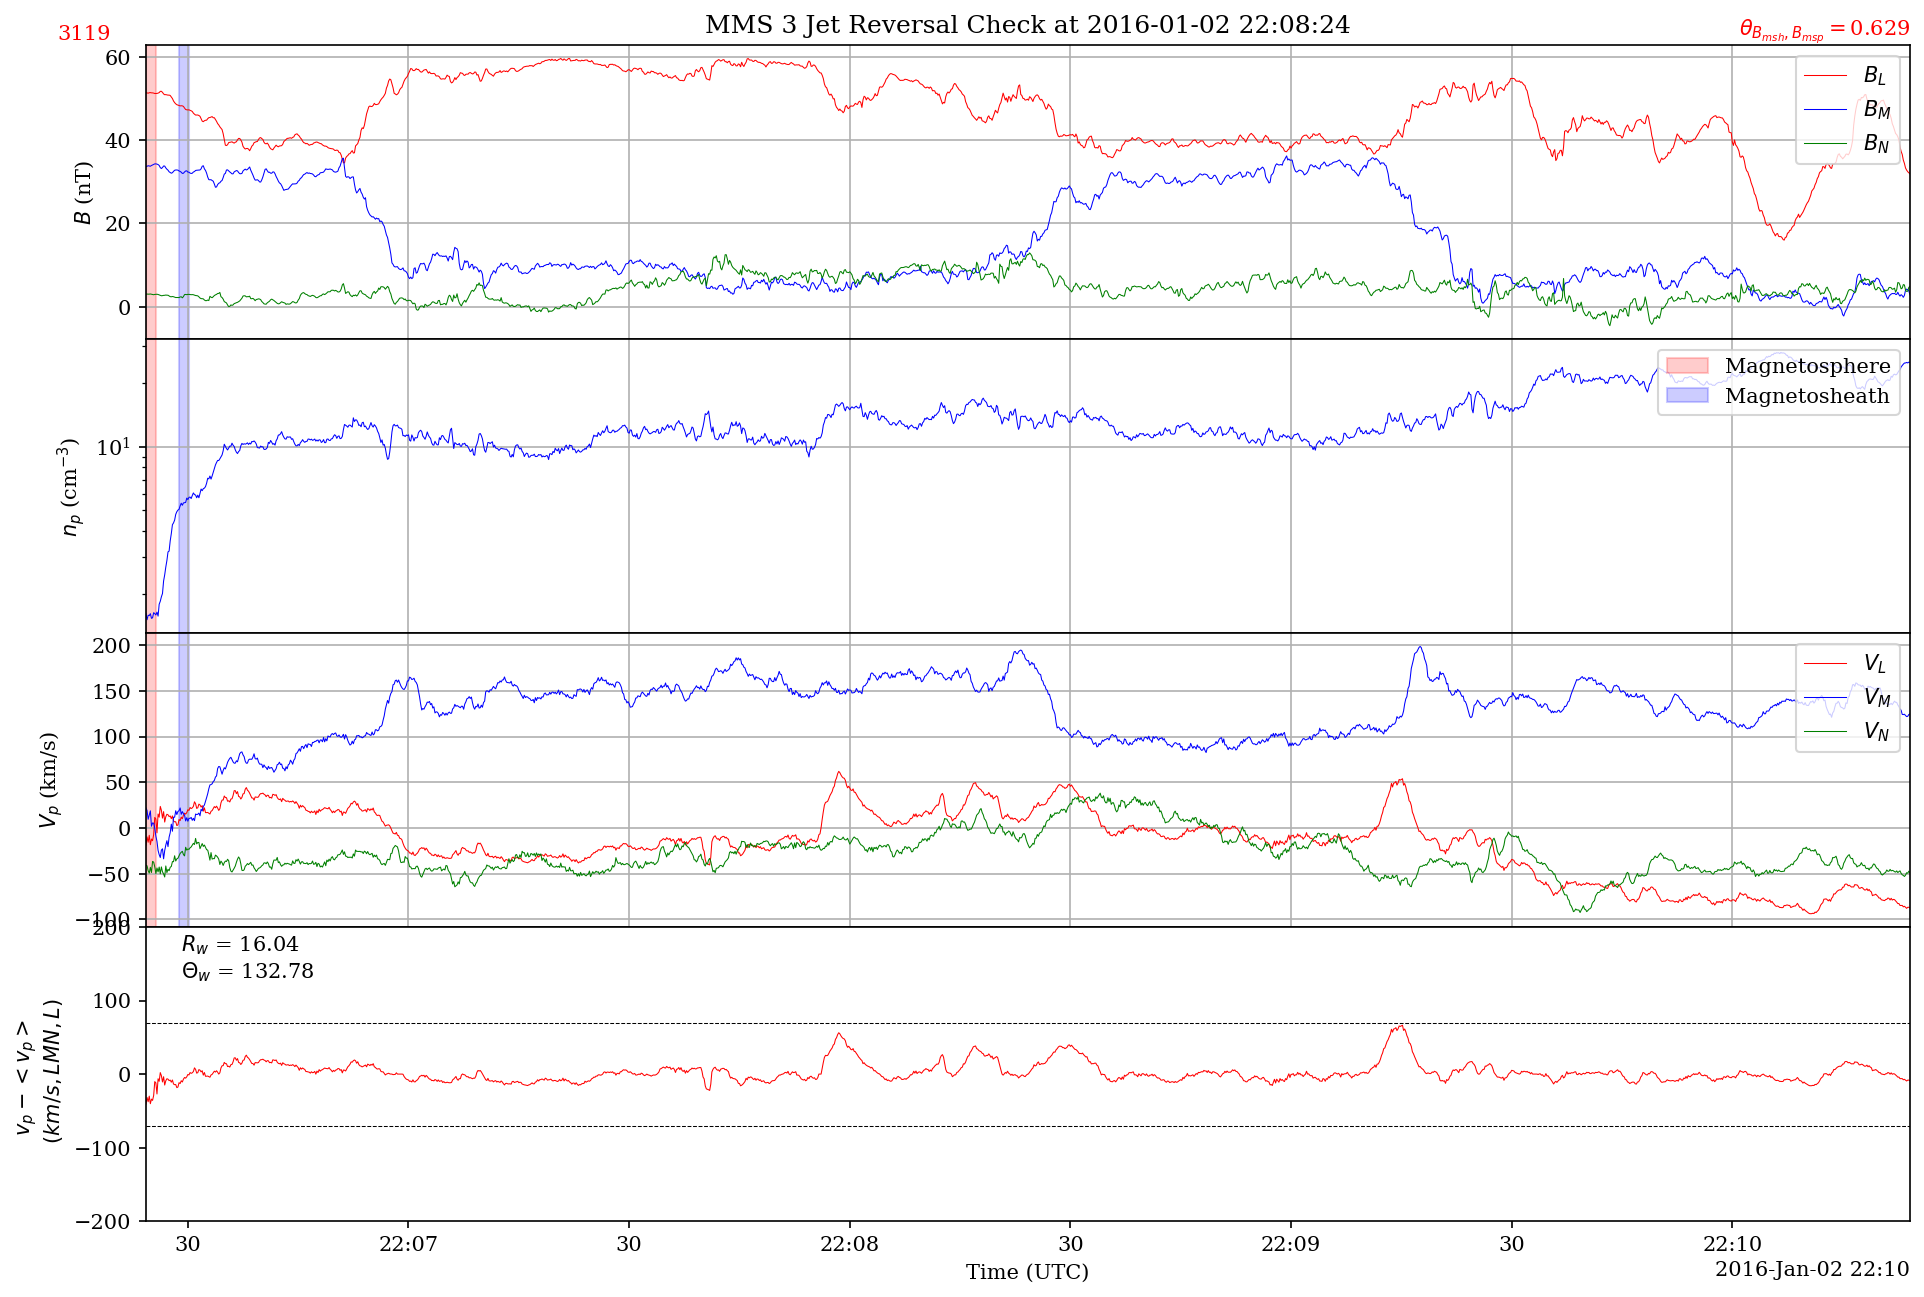 3119
MMS 3 Jet Reversal Check at 2016-01-02 22:08:24
θ_{B_{msh}, B_{msp}} = 0.629
60
40
20
0
B (nT)
B_L
B_M
B_N
10^1
n_p (cm^{−3})
Magnetosphere
Magnetosheath
200
150
100
50
0
−50
−100
V_p (km/s)
V_L
V_M
V_N
200
100
0
−100
−200
v_p − < v_p >
(km/s, LMN, L)
R_w = 16.04
Θ_w = 132.78
30
22:07
30
22:08
30
22:09
30
22:10
Time (UTC)
2016-Jan-02 22:10